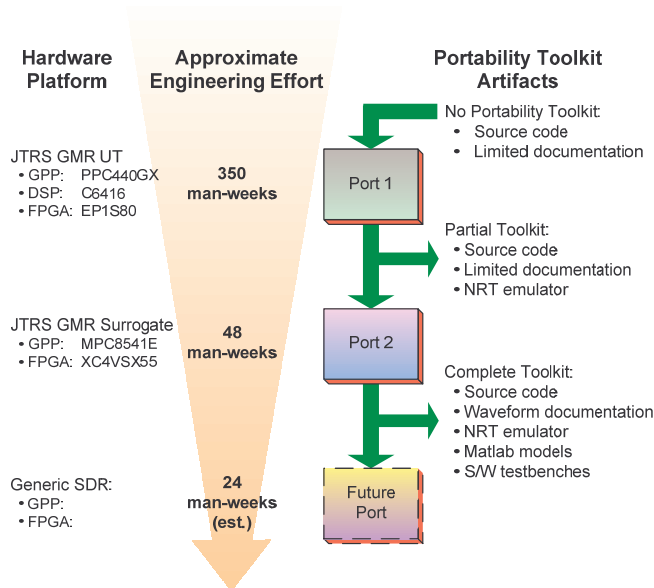 Hardware
Platform
Approximate
Engineering Effort
Portability Toolkit
Artifacts
No Portability Toolkit:
• Source code
• Limited documentation
JTRS GMR UT
• GPP: PPC440GX
• DSP: C6416
• FPGA: EP1S80
350
man-weeks
Port 1
Partial Toolkit:
• Source code
• Limited documentation
• NRT emulator
JTRS GMR Surrogate
• GPP: MPC8541E
• FPGA: XC4VSX55
48
man-weeks
Port 2
Complete Toolkit:
• Source code
• Waveform documentation
• NRT emulator
• Matlab models
• S/W testbenches
Generic SDR:
• GPP:
• FPGA:
24
man-weeks
(est.)
Future
Port